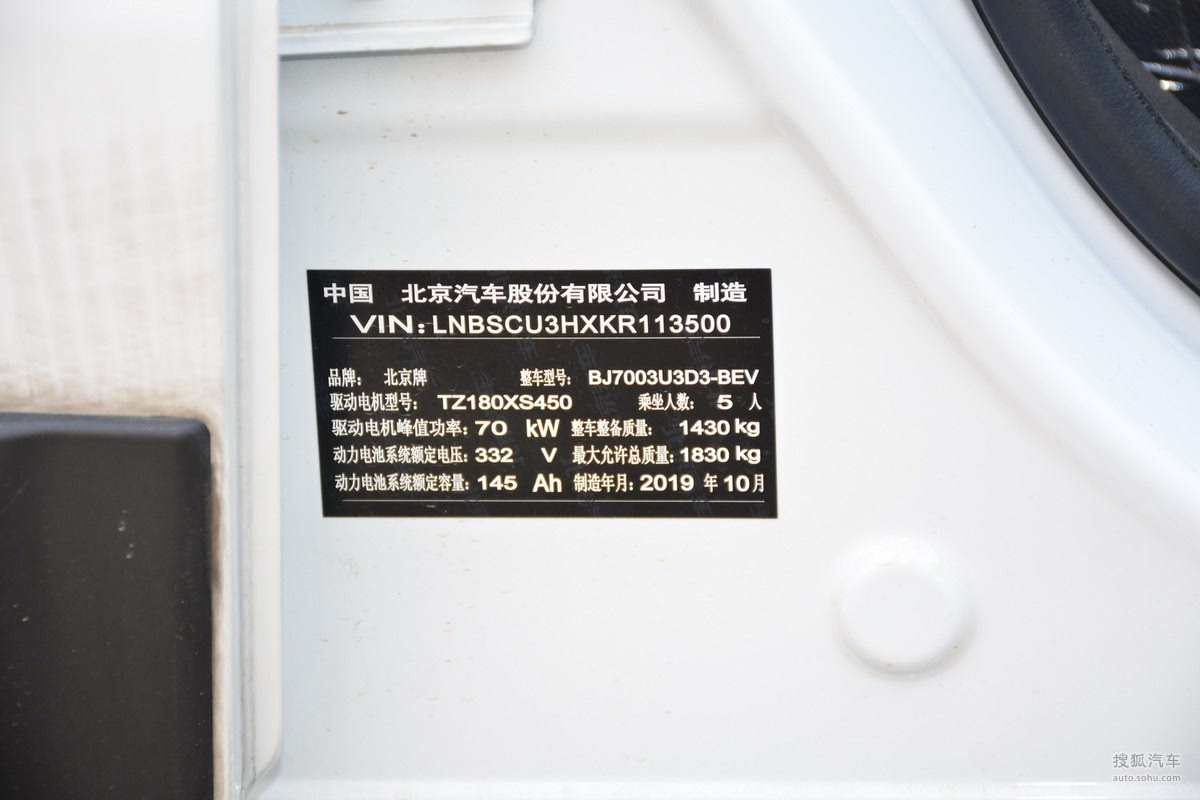 中国 北京汽车股份有限公司 制造
VIN:LNBSCU3HXKR113500
品牌: 北京牌 整车型号: BJ7003U3D3-BEV
驱动电机型号: TZ180XS450 乘坐人数: 5 人
驱动电机峰值功率: 70 kW 整车整备质量: 1430 kg
动力电池系统额定电压: 332 V 最大允许总质量: 1830 kg
动力电池系统额定容量: 145 Ah 制造年月: 2019 年 10 月
搜狐汽车
auto.sohu.com